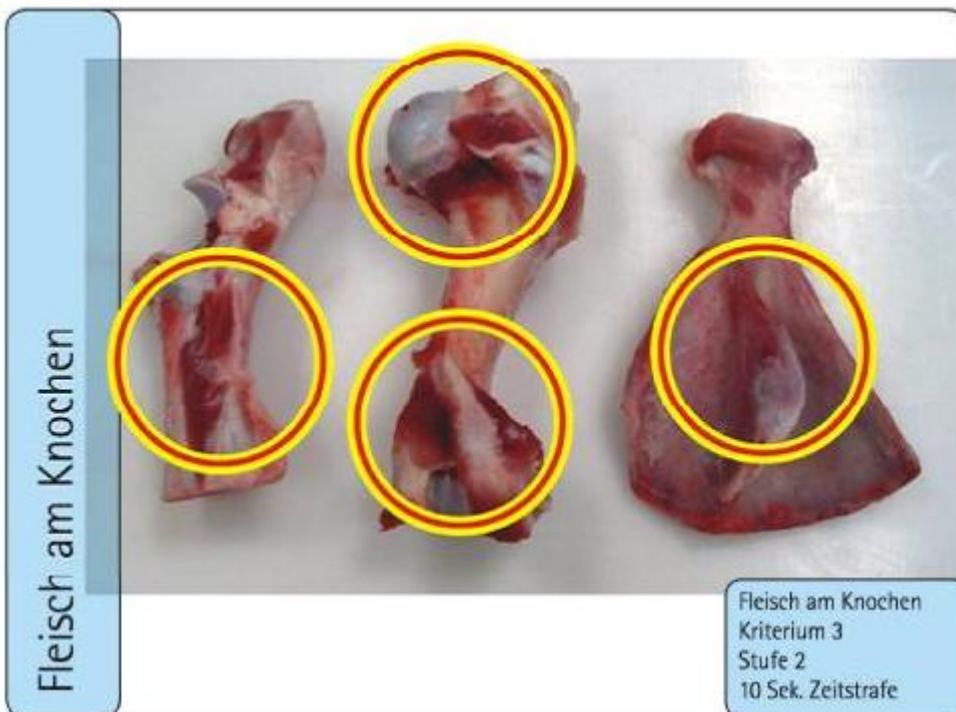 Fleisch am Knochen
Fleisch am Knochen
Kriterium 3
Stufe 2
10 Sek. Zeitstrafe